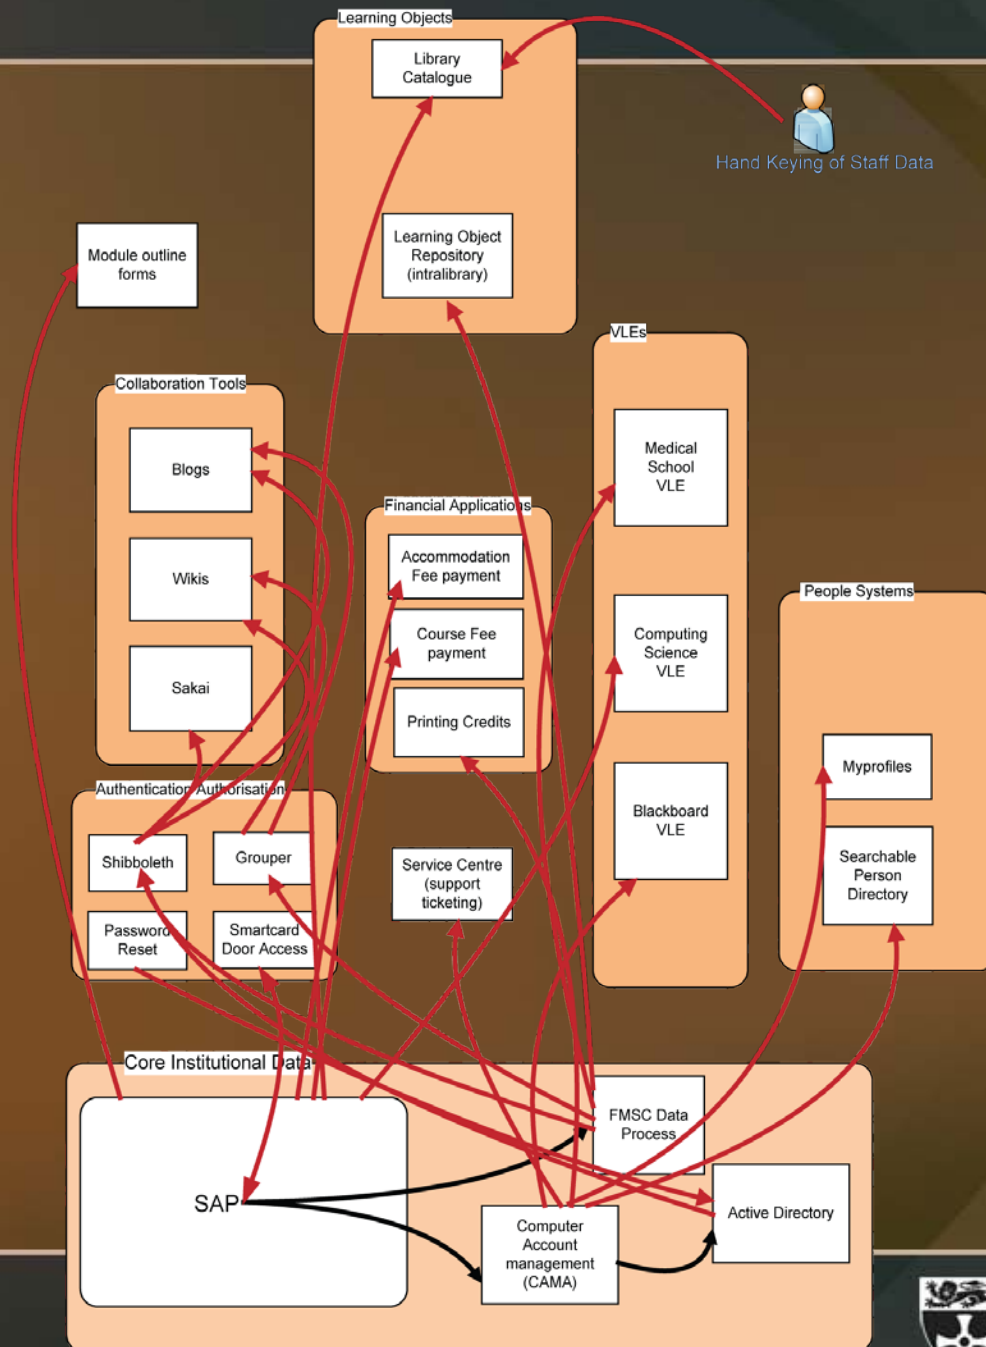 Learning Objects
Library
Catalogue
Hand Keying of Staff Data
Learning Object
Repository
(intralibrary)
Module outline
forms
VLEs
Collaboration Tools
Blogs
Medical
School
VLE
Financial Applications
Accommodation
Fee payment
Wikis
People Systems
Course Fee
payment
Computing
Science
VLE
Sakai
Printing Credits
Myprofiles
Authentication Authorisation
Blackboard
VLE
Shibboleth
Grouper
Service Centre
(support
ticketing)
Searchable
Person
Directory
Password
Reset
Smartcard
Door Access
Core Institutional Data
FMSC Data
Process
SAP
Active Directory
Computer
Account
management
(CAMA)